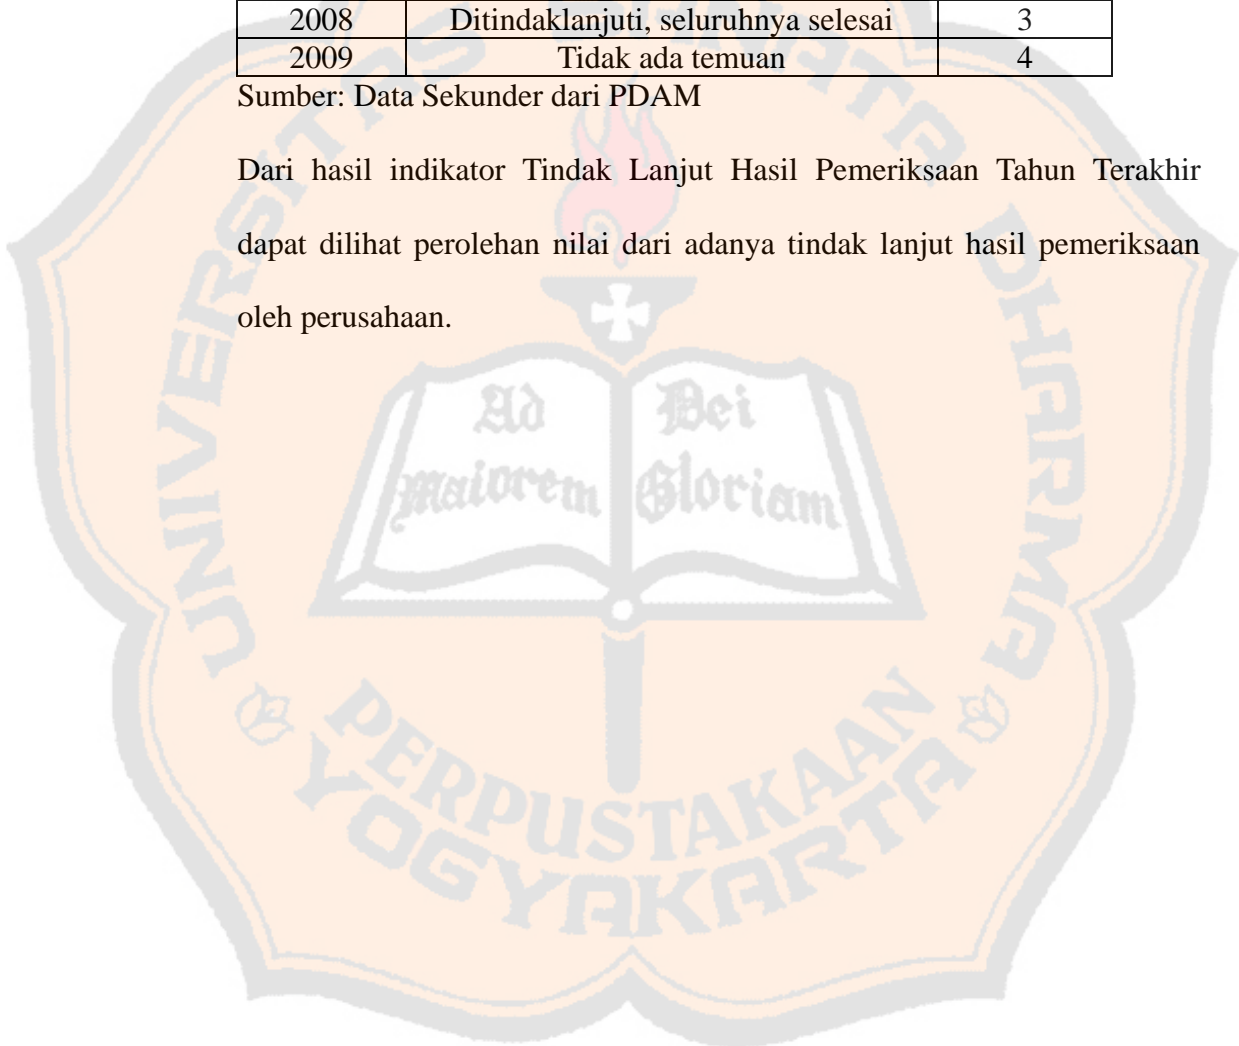 2008 Ditindaklanjuti, seluruhnya selesai 3
2009 Tidak ada temuan 4
Sumber: Data Sekunder dari PDAM
Dari hasil indikator Tindak Lanjut Hasil Pemeriksaan Tahun Terakhir
dapat dilihat perolehan nilai dari adanya tindak lanjut hasil pemeriksaan
oleh perusahaan.
UNIVERSITAS SANATA DHARMA
Ad Dei
maiorem Gloriam
PERPUSTAKAAN
YOGYAKARTA